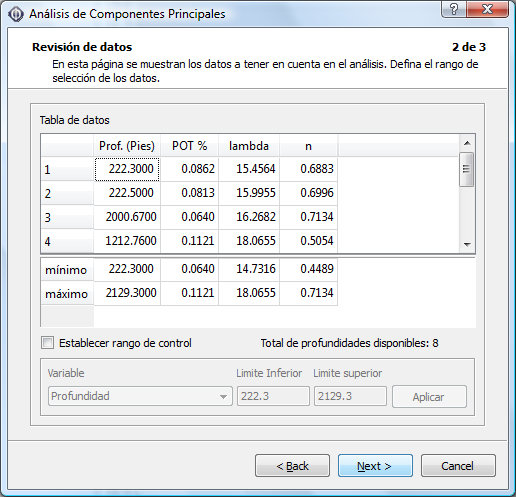 Análisis de Componentes Principales
Revisión de datos 2 de 3
En esta página se muestran los datos a tener en cuenta en el análisis. Defina el rango de
selección de los datos.
Tabla de datos
Prof. (Pies) POT % lambda n
1 222.3000 0.0862 15.4564 0.6883
2 222.5000 0.0813 15.9955 0.6996
3 2000.6700 0.0640 16.2682 0.7134
4 1212.7600 0.1121 18.0655 0.5054
mínimo 222.3000 0.0640 14.7316 0.4489
máximo 2129.3000 0.1121 18.0655 0.7134
Establecer rango de control Total de profundidades disponibles: 8
Variable Limite Inferior Limite superior
Profundidad 222.3 2129.3 Aplicar
< Back Next > Cancel